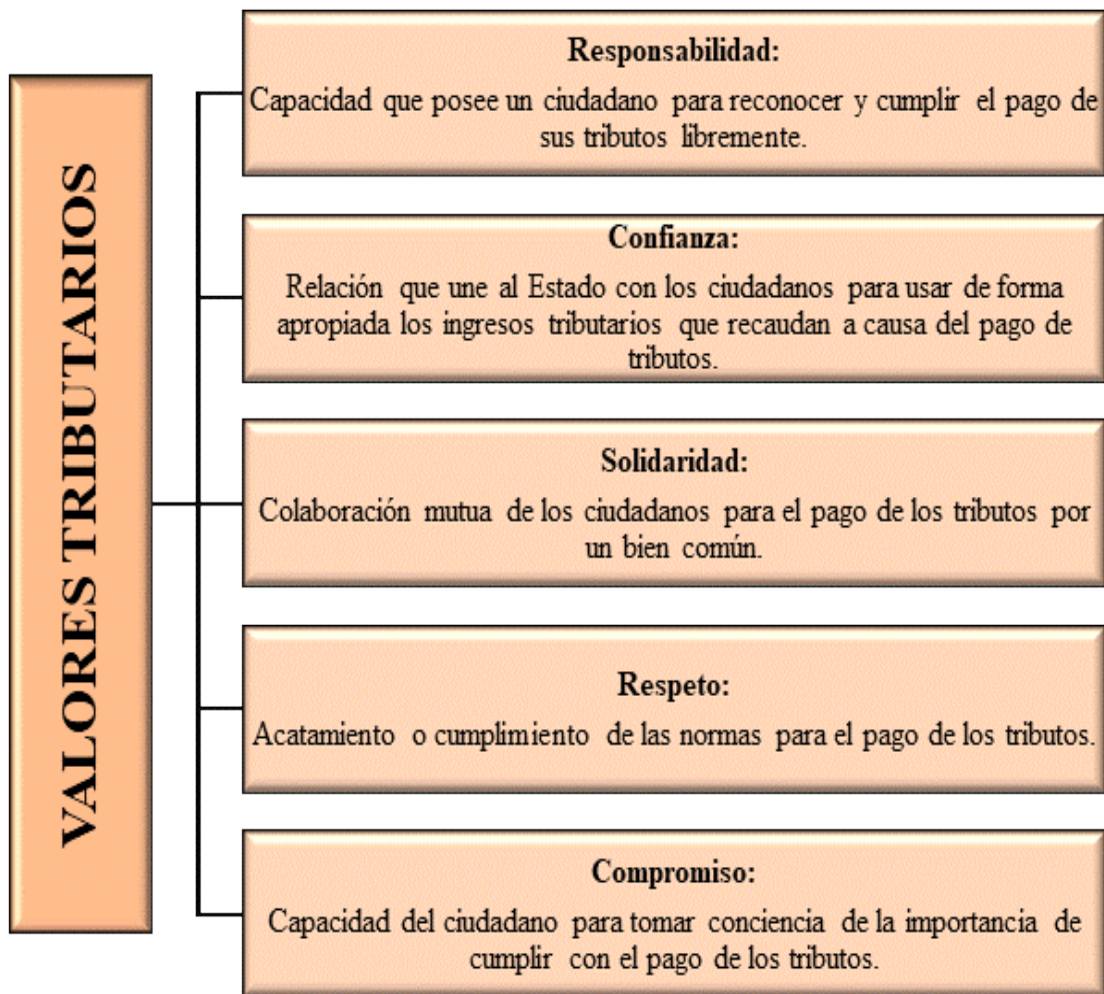 VALORES TRIBUTARIOS
Responsabilidad:
Capacidad que posee un ciudadano para reconocer y cumplir el pago de
sus tributos libremente.
Confianza:
Relación que une al Estado con los ciudadanos para usar de forma
apropiada los ingresos tributarios que recaudan a causa del pago de
tributos.
Solidaridad:
Colaboración mutua de los ciudadanos para el pago de los tributos por
un bien común.
Respeto:
Acatamiento o cumplimiento de las normas para el pago de los tributos.
Compromiso:
Capacidad del ciudadano para tomar conciencia de la importancia de
cumplir con el pago de los tributos.